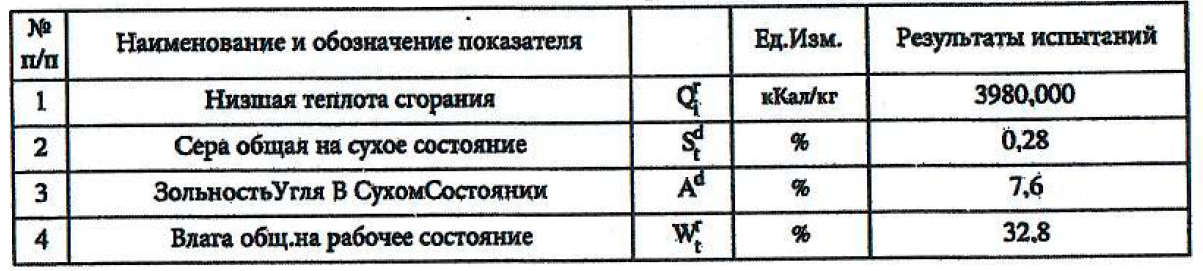 № п/п Наименование и обозначение показателя Ед.Изм. Результаты испытаний
1 Низшая теплота сгорания Q_i^r кКал/кг 3980,000
2 Сера общая на сухое состояние S_t^d % 0,28
3 ЗольностьУгля В СухомСостоянии A^d % 7,6
4 Влага общ.на рабочее состояние W_t^r % 32,8